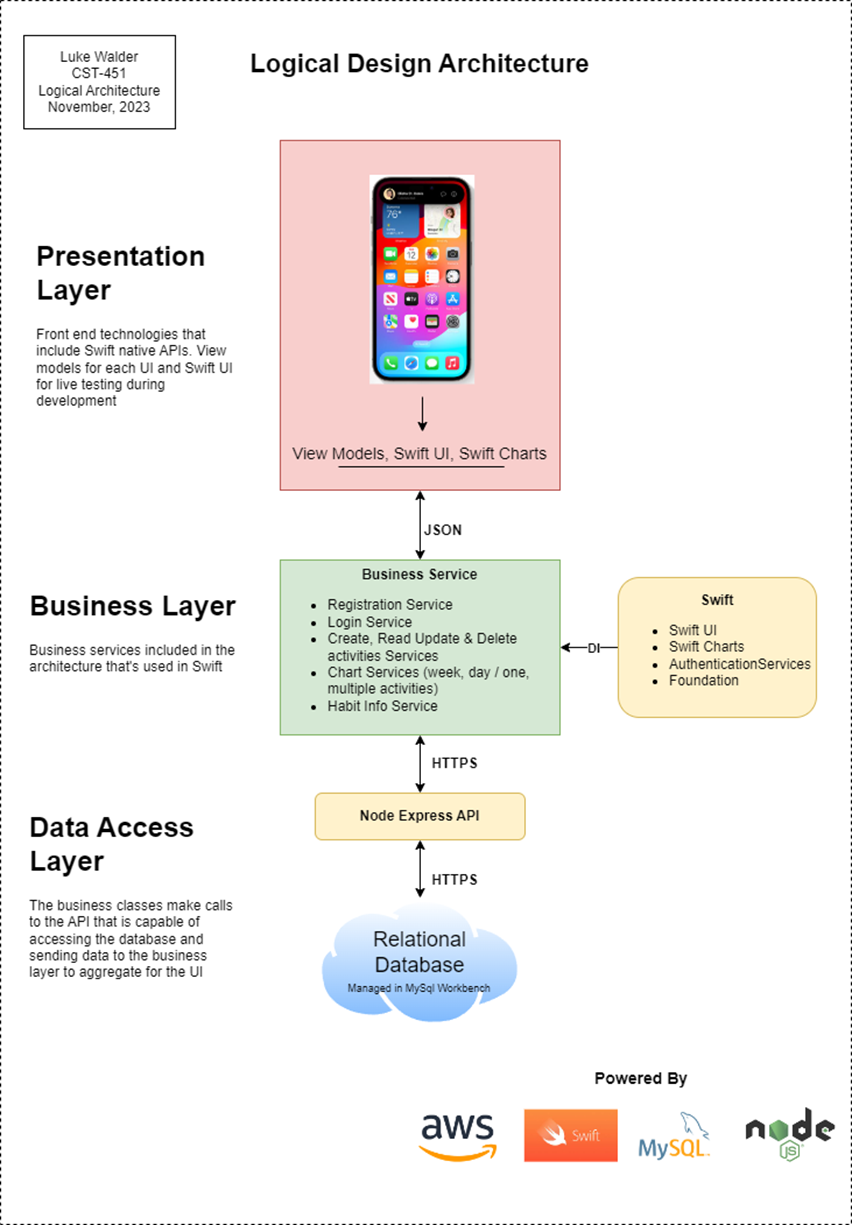 Luke Walder
CST-451
Logical Architecture
November, 2023
Logical Design Architecture
Presentation
Layer
Front end technologies that
include Swift native APIs. View
models for each UI and Swift UI
for live testing during
development
76°
12
View Models, Swift UI, Swift Charts
JSON
Business Layer
Business services included in the
architecture that's used in Swift
Business Service
• Registration Service
• Login Service
• Create, Read Update & Delete
activities Services
• Chart Services (week, day / one,
multiple activities)
• Habit Info Service
DI
Swift
• Swift UI
• Swift Charts
• AuthenticationServices
• Foundation
HTTPS
Node Express API
Data Access
Layer
The business classes make calls
to the API that is capable of
accessing the database and
sending data to the business
layer to aggregate for the UI
HTTPS
Relational
Database
Managed in MySql Workbench
Powered By
aws
Swift
MySQL
node
JS